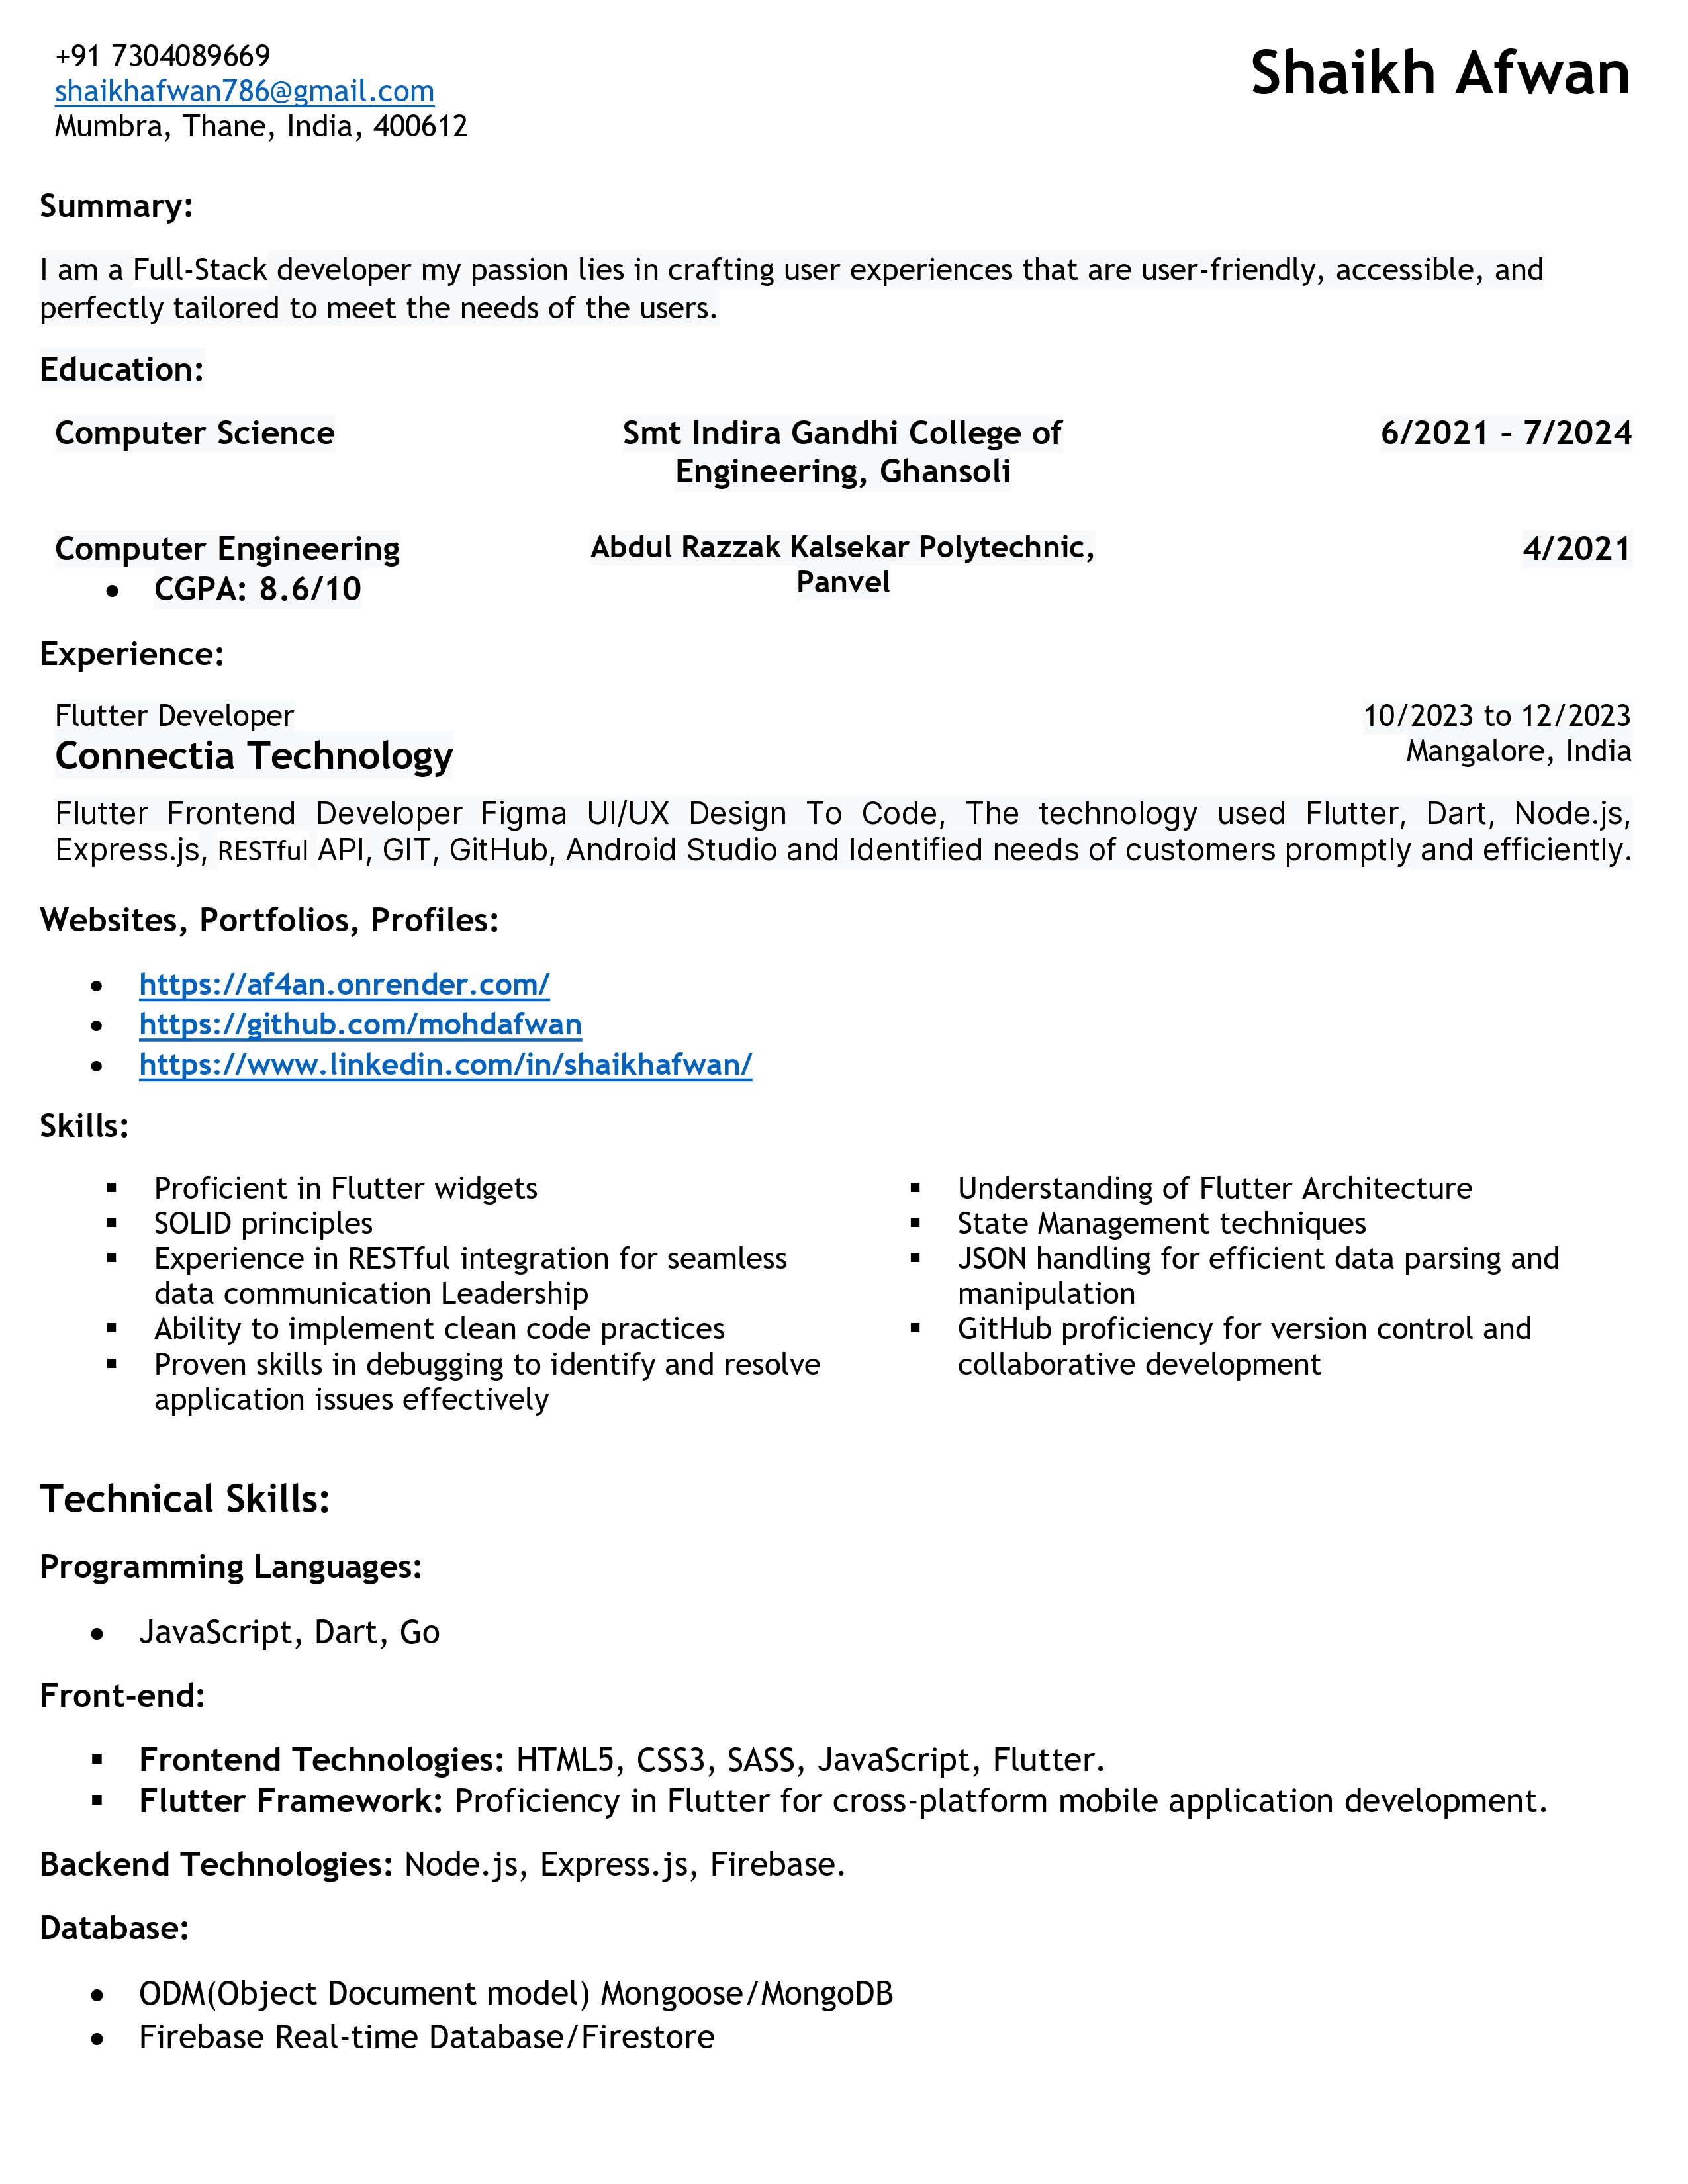 +91 7304089669
shaikhafwan786@gmail.com
Mumbra, Thane, India, 400612
Shaikh Afwan
Summary:
I am a Full-Stack developer my passion lies in crafting user experiences that are user-friendly, accessible, and
perfectly tailored to meet the needs of the users.
Education:
Computer Science
Smt Indira Gandhi College of
Engineering, Ghansoli
6/2021 – 7/2024
Computer Engineering
• CGPA: 8.6/10
Abdul Razzak Kalsekar Polytechnic,
Panvel
4/2021
Experience:
Flutter Developer
Connectia Technology
10/2023 to 12/2023
Mangalore, India
Flutter Frontend Developer Figma UI/UX Design To Code, The technology used Flutter, Dart, Node.js,
Express.js, RESTful API, GIT, GitHub, Android Studio and Identified needs of customers promptly and efficiently.
Websites, Portfolios, Profiles:
• https://af4an.onrender.com/
• https://github.com/mohdafwan
• https://www.linkedin.com/in/shaikhafwan/
Skills:
▪ Proficient in Flutter widgets
▪ SOLID principles
▪ Experience in RESTful integration for seamless
data communication Leadership
▪ Ability to implement clean code practices
▪ Proven skills in debugging to identify and resolve
application issues effectively
▪ Understanding of Flutter Architecture
▪ State Management techniques
▪ JSON handling for efficient data parsing and
manipulation
▪ GitHub proficiency for version control and
collaborative development
Technical Skills:
Programming Languages:
• JavaScript, Dart, Go
Front-end:
▪ Frontend Technologies: HTML5, CSS3, SASS, JavaScript, Flutter.
▪ Flutter Framework: Proficiency in Flutter for cross-platform mobile application development.
Backend Technologies: Node.js, Express.js, Firebase.
Database:
• ODM(Object Document model) Mongoose/MongoDB
• Firebase Real-time Database/Firestore